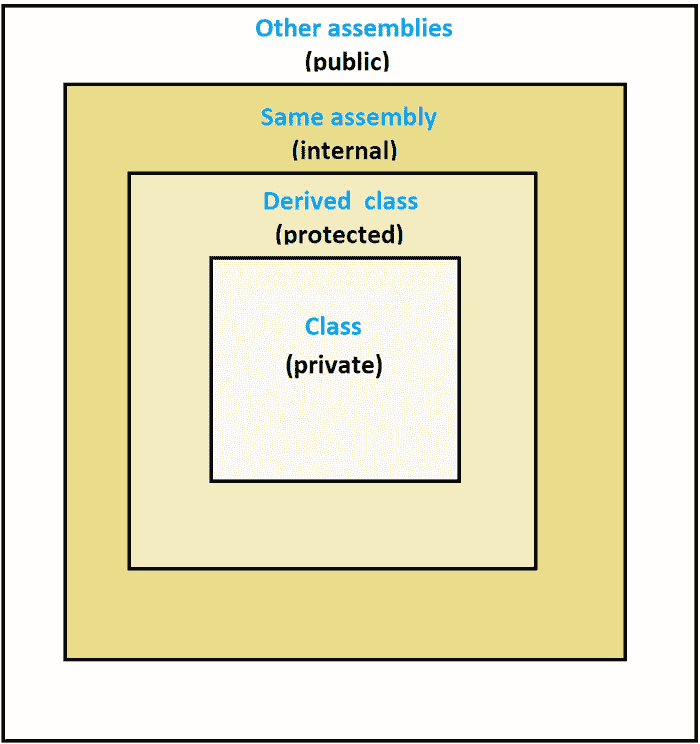 Other assemblies
(public)
Same assembly
(internal)
Derived class
(protected)
Class
(private)